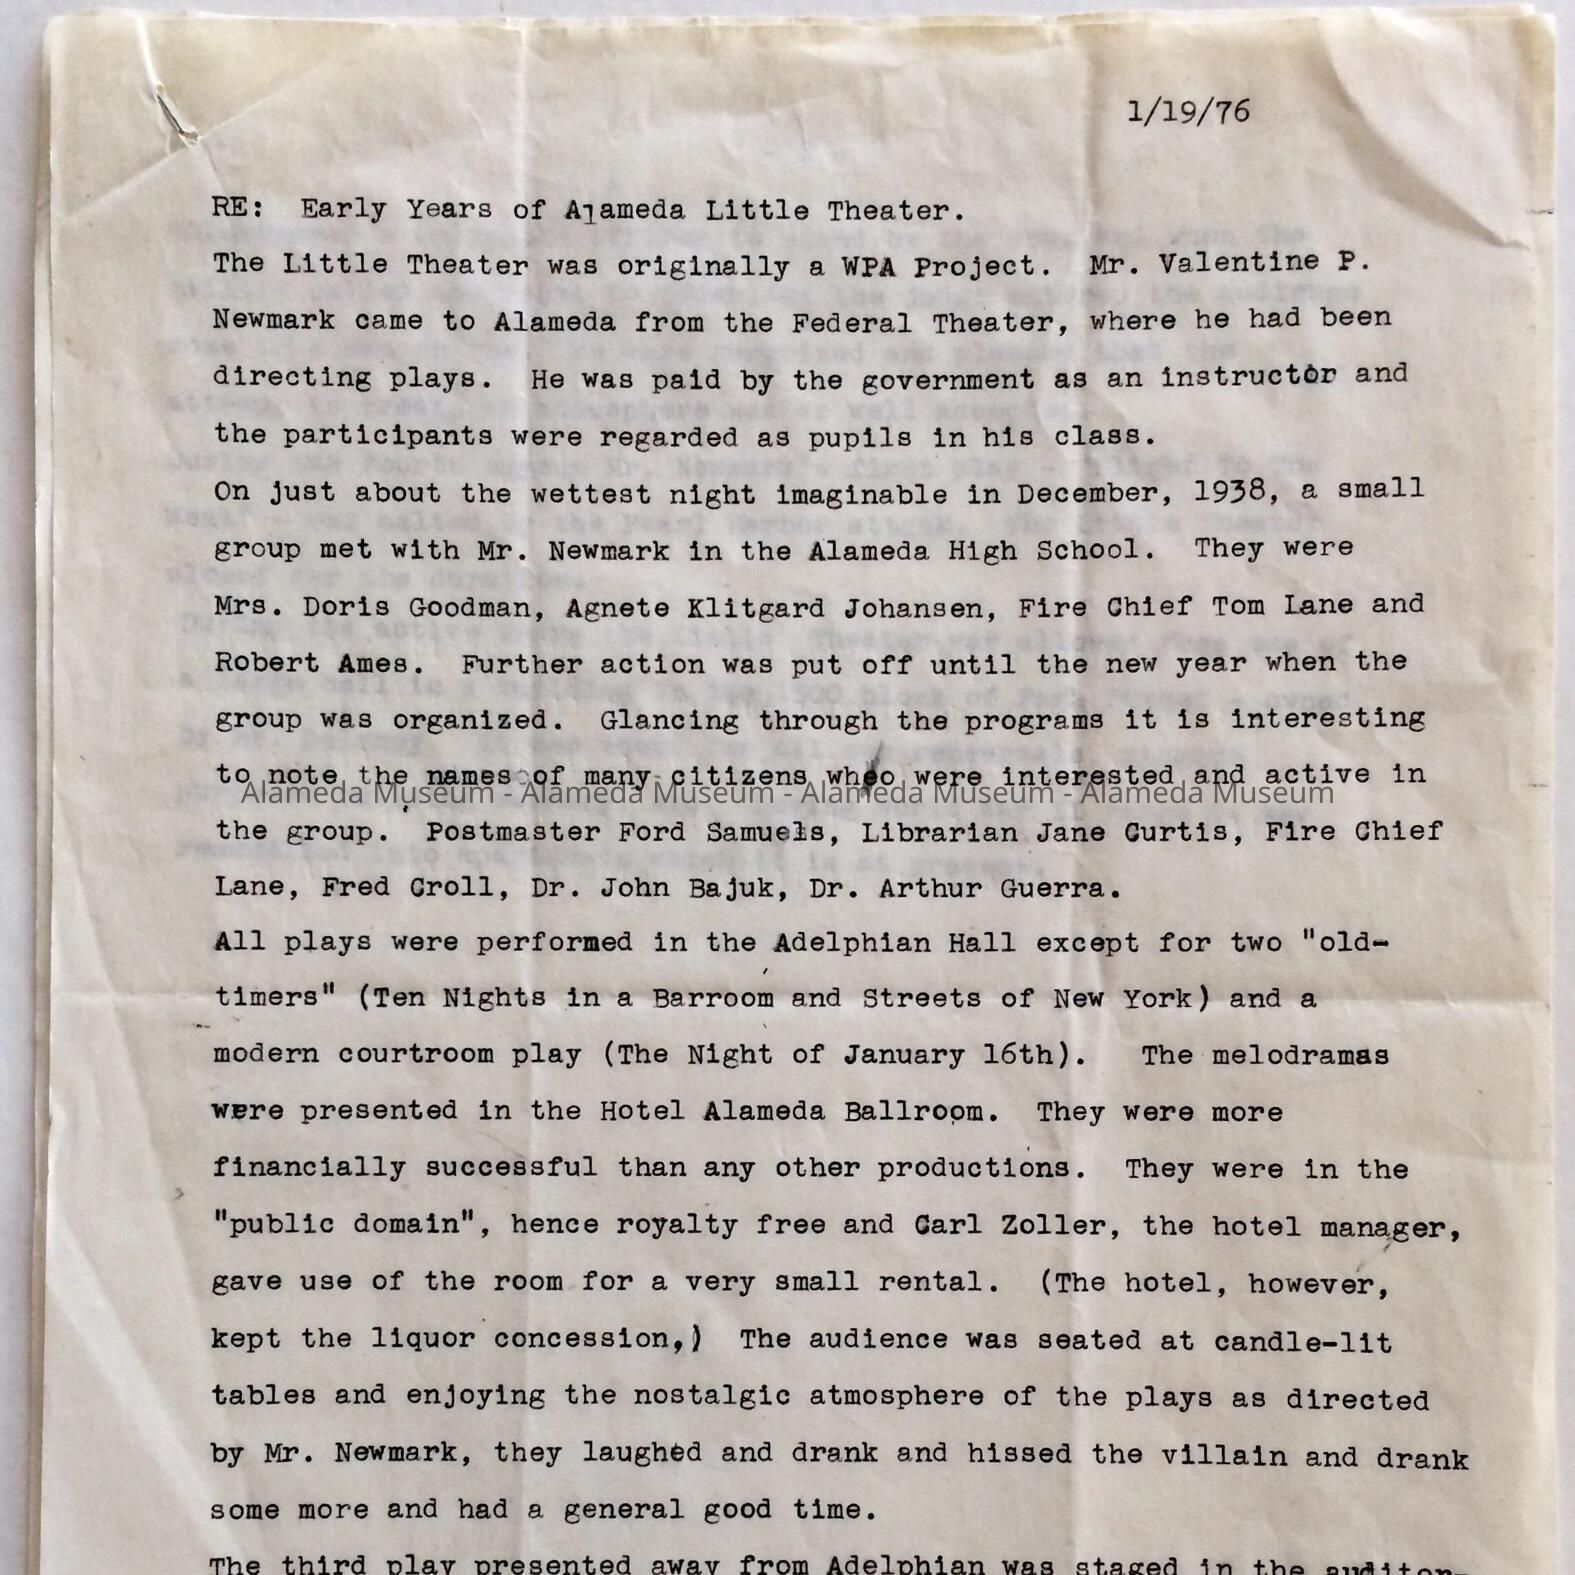 1/19/76
RE: Early Years of Alameda Little Theater.
The Little Theater was originally a WPA Project. Mr. Valentine P.
Newmark came to Alameda from the Federal Theater, where he had been
directing plays. He was paid by the government as an instructor and
the participants were regarded as pupils in his class.
On just about the wettest night imaginable in December, 1938, a small
group met with Mr. Newmark in the Alameda High School. They were
Mrs. Doris Goodman, Agnete Klitgard Johansen, Fire Chief Tom Lane and
Robert Ames. Further action was put off until the new year when the
group was organized. Glancing through the programs it is interesting
to note the names of many citizens who were interested and active in
Alameda Museum - Alameda Museum - Alameda Museum - Alameda Museum
the group. Postmaster Ford Samuels, Librarian Jane Curtis, Fire Chief
Lane, Fred Croll, Dr. John Bajuk, Dr. Arthur Guerra.
All plays were performed in the Adelphian Hall except for two "old-
timers" (Ten Nights in a Barroom and Streets of New York) and a
modern courtroom play (The Night of January 16th). The melodramas
were presented in the Hotel Alameda Ballroom. They were more
financially successful than any other productions. They were in the
"public domain", hence royalty free and Carl Zoller, the hotel manager,
gave use of the room for a very small rental. (The hotel, however,
kept the liquor concession,) The audience was seated at candle-lit
tables and enjoying the nostalgic atmosphere of the plays as directed
by Mr. Newmark, they laughed and drank and hissed the villain and drank
some more and had a general good time.
The third play presented away from Adelphian was staged in the auditor-